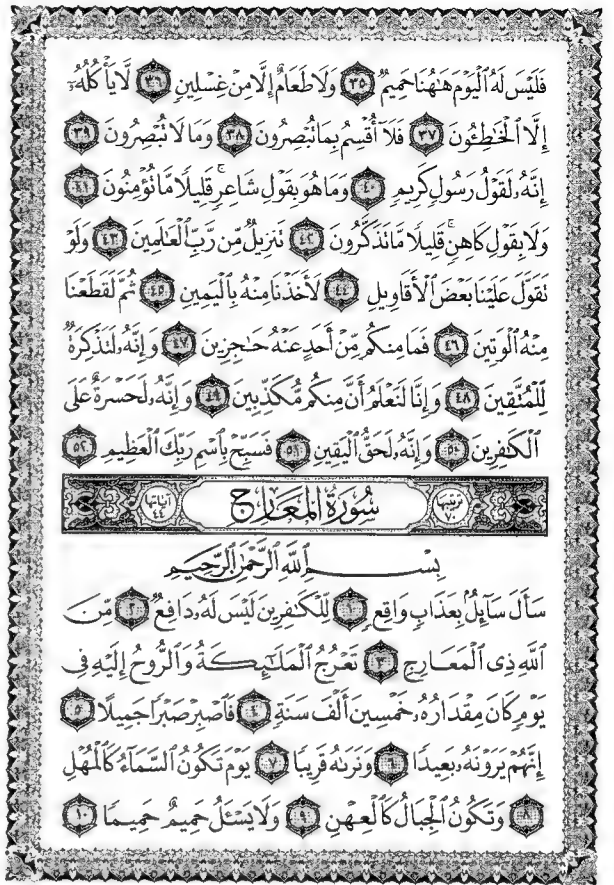 فَلَيْسَ لَهُ ٱلْيَوْمَ هَٰهُنَا حَمِيمٌ ٣٥ وَلَا طَعَامٌ إِلَّا مِنْ غِسْلِينٍ ٣٦ لَّا يَأْكُلُهُۥٓ
إِلَّا ٱلْخَٰطِـُٔونَ ٣٧ فَلَآ أُقْسِمُ بِمَا تُبْصِرُونَ ٣٨ وَمَا لَا تُبْصِرُونَ ٣٩
إِنَّهُۥ لَقَوْلُ رَسُولٍ كَرِيمٍ ٤٠ وَمَا هُوَ بِقَوْلِ شَاعِرٍ ۚ قَلِيلًا مَّا تُؤْمِنُونَ ٤١
وَلَا بِقَوْلِ كَاهِنٍ ۚ قَلِيلًا مَّا تَذَكَّرُونَ ٤٢ تَنزِيلٌ مِّن رَّبِّ ٱلْعَٰلَمِينَ ٤٣ وَلَوْ
تَقَوَّلَ عَلَيْنَا بَعْضَ ٱلْأَقَاوِيلِ ٤٤ لَأَخَذْنَا مِنْهُ بِٱلْيَمِينِ ٤٥ ثُمَّ لَقَطَعْنَا
مِنْهُ ٱلْوَتِينَ ٤٦ فَمَا مِنكُم مِّنْ أَحَدٍ عَنْهُ حَٰجِزِينَ ٤٧ وَإِنَّهُۥ لَتَذْكِرَةٌ
لِّلْمُتَّقِينَ ٤٨ وَإِنَّا لَنَعْلَمُ أَنَّ مِنكُم مُّكَذِّبِينَ ٤٩ وَإِنَّهُۥ لَحَسْرَةٌ عَلَى
ٱلْكَٰفِرِينَ ٥٠ وَإِنَّهُۥ لَحَقُّ ٱلْيَقِينِ ٥١ فَسَبِّحْ بِٱسْمِ رَبِّكَ ٱلْعَظِيمِ ٥٢
ترتيبها ٧٠ سُورَةُ المَعَارِجِ آياتها ٤٤
بِسْمِ ٱللَّهِ ٱلرَّحْمَٰنِ ٱلرَّحِيمِ
سَأَلَ سَآئِلٌۢ بِعَذَابٍ وَاقِعٍ ١ لِّلْكَٰفِرِينَ لَيْسَ لَهُۥ دَافِعٌ ٢ مِّنَ
ٱللَّهِ ذِى ٱلْمَعَارِجِ ٣ تَعْرُجُ ٱلْمَلَٰٓئِكَةُ وَٱلرُّوحُ إِلَيْهِ فِى
يَوْمٍ كَانَ مِقْدَارُهُۥ خَمْسِينَ أَلْفَ سَنَةٍ ٤ فَٱصْبِرْ صَبْرًا جَمِيلًا ٥
إِنَّهُمْ يَرَوْنَهُۥ بَعِيدًا ٦ وَنَرَىٰهُ قَرِيبًا ٧ يَوْمَ تَكُونُ ٱلسَّمَآءُ كَٱلْمُهْلِ
٨ وَتَكُونُ ٱلْجِبَالُ كَٱلْعِهْنِ ٩ وَلَا يَسْـَٔلُ حَمِيمٌ حَمِيمًا ١٠